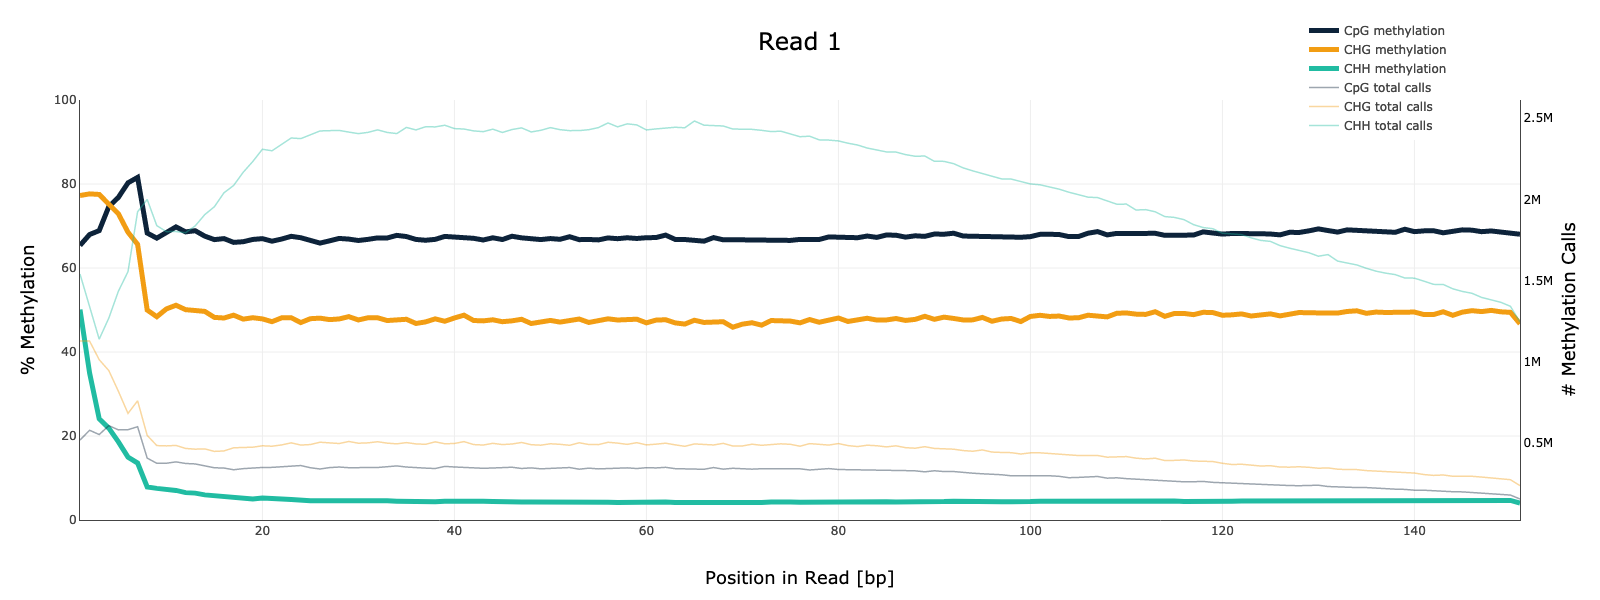 Read 1
CpG methylation
CHG methylation
CHH methylation
CpG total calls
CHG total calls
CHH total calls
% Methylation
100
80
60
40
20
0
2.5M
2M
1.5M
1M
0.5M
# Methylation Calls
20 40 60 80 100 120 140
Position in Read [bp]